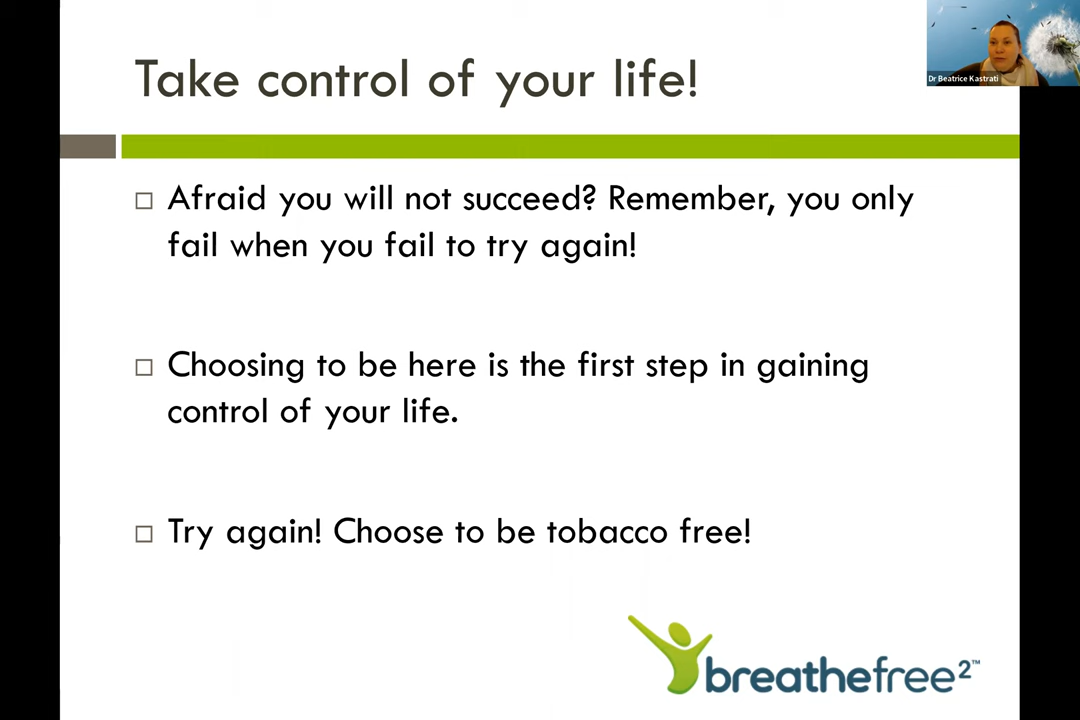 Take control of your life!
Dr Beatrice Kastrati
Afraid you will not succeed? Remember, you only
fail when you fail to try again!
Choosing to be here is the first step in gaining
control of your life.
Try again! Choose to be tobacco free!
breathefree2™